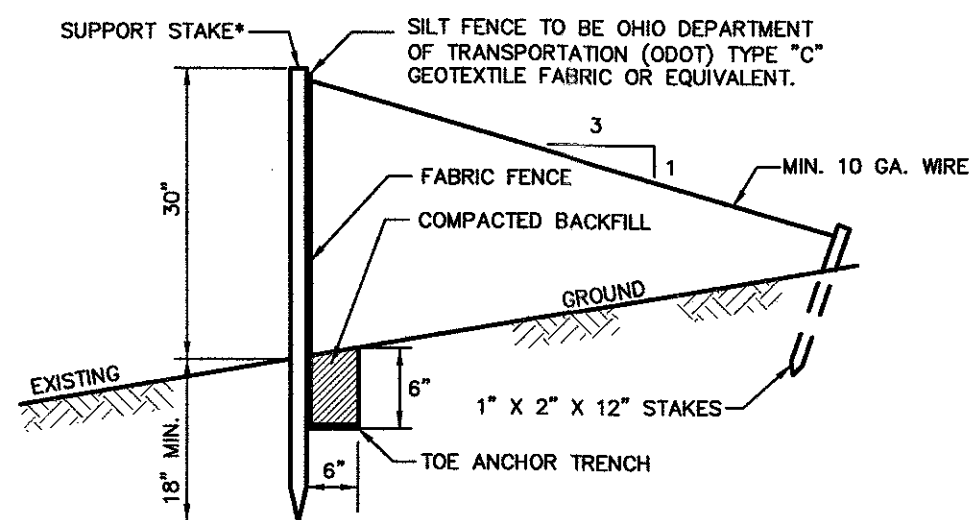 SUPPORT STAKE*
SILT FENCE TO BE OHIO DEPARTMENT
OF TRANSPORTATION (ODOT) TYPE "C"
GEOTEXTILE FABRIC OR EQUIVALENT.
3
1
MIN. 10 GA. WIRE
30"
FABRIC FENCE
COMPACTED BACKFILL
GROUND
EXISTING
6"
1" X 2" X 12" STAKES
18" MIN.
6"
TOE ANCHOR TRENCH